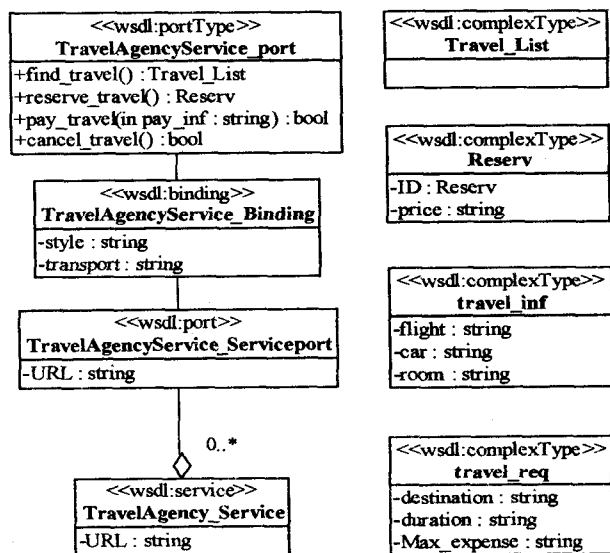 <<wsdl:portType>>
TravelAgencyService_port
+find_travel() : Travel_List
+reserve_travel() : Reserv
+pay_travel(in pay_inf : string) : bool
+cancel_travel() : bool
<<wsdl:binding>>
TravelAgencyService_Binding
-style : string
-transport : string
<<wsdl:port>>
TravelAgencyService_Serviceport
-URL : string
0..*
<<wsdl:service>>
TravelAgency_Service
-URL : string
<<wsdl:complexType>>
Travel_List
<<wsdl:complexType>>
Reserv
-ID : Reserv
-price : string
<<wsdl:complexType>>
travel_inf
-flight : string
-car : string
-room : string
<<wsdl:complexType>>
travel_req
-destination : string
-duration : string
-Max_expense : string